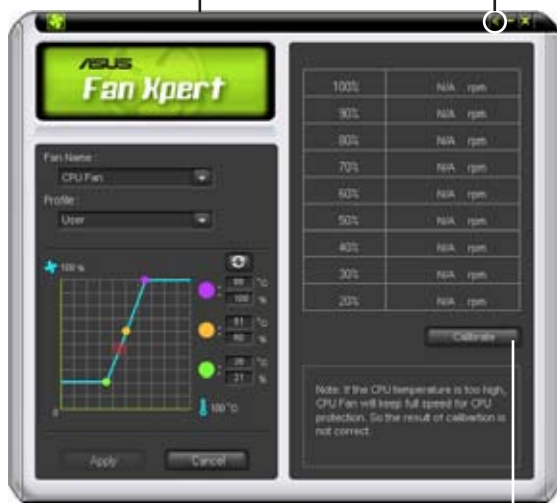 ASUS
Fan Xpert
Fan Name :
CPU Fan
Profile :
User
100 %
°C
100 %
°C
%
°C
21 %
0
100 °C
Apply
Cancel
100% N/A rpm
90% N/A rpm
80% N/A rpm
70% N/A rpm
60% N/A rpm
50% N/A rpm
40% N/A rpm
30% N/A rpm
20% N/A rpm
Calibrate
Note: If the CPU temperature is too high,
CPU Fan will keep full speed for CPU
protection. So the result of calibartion is
not correct.